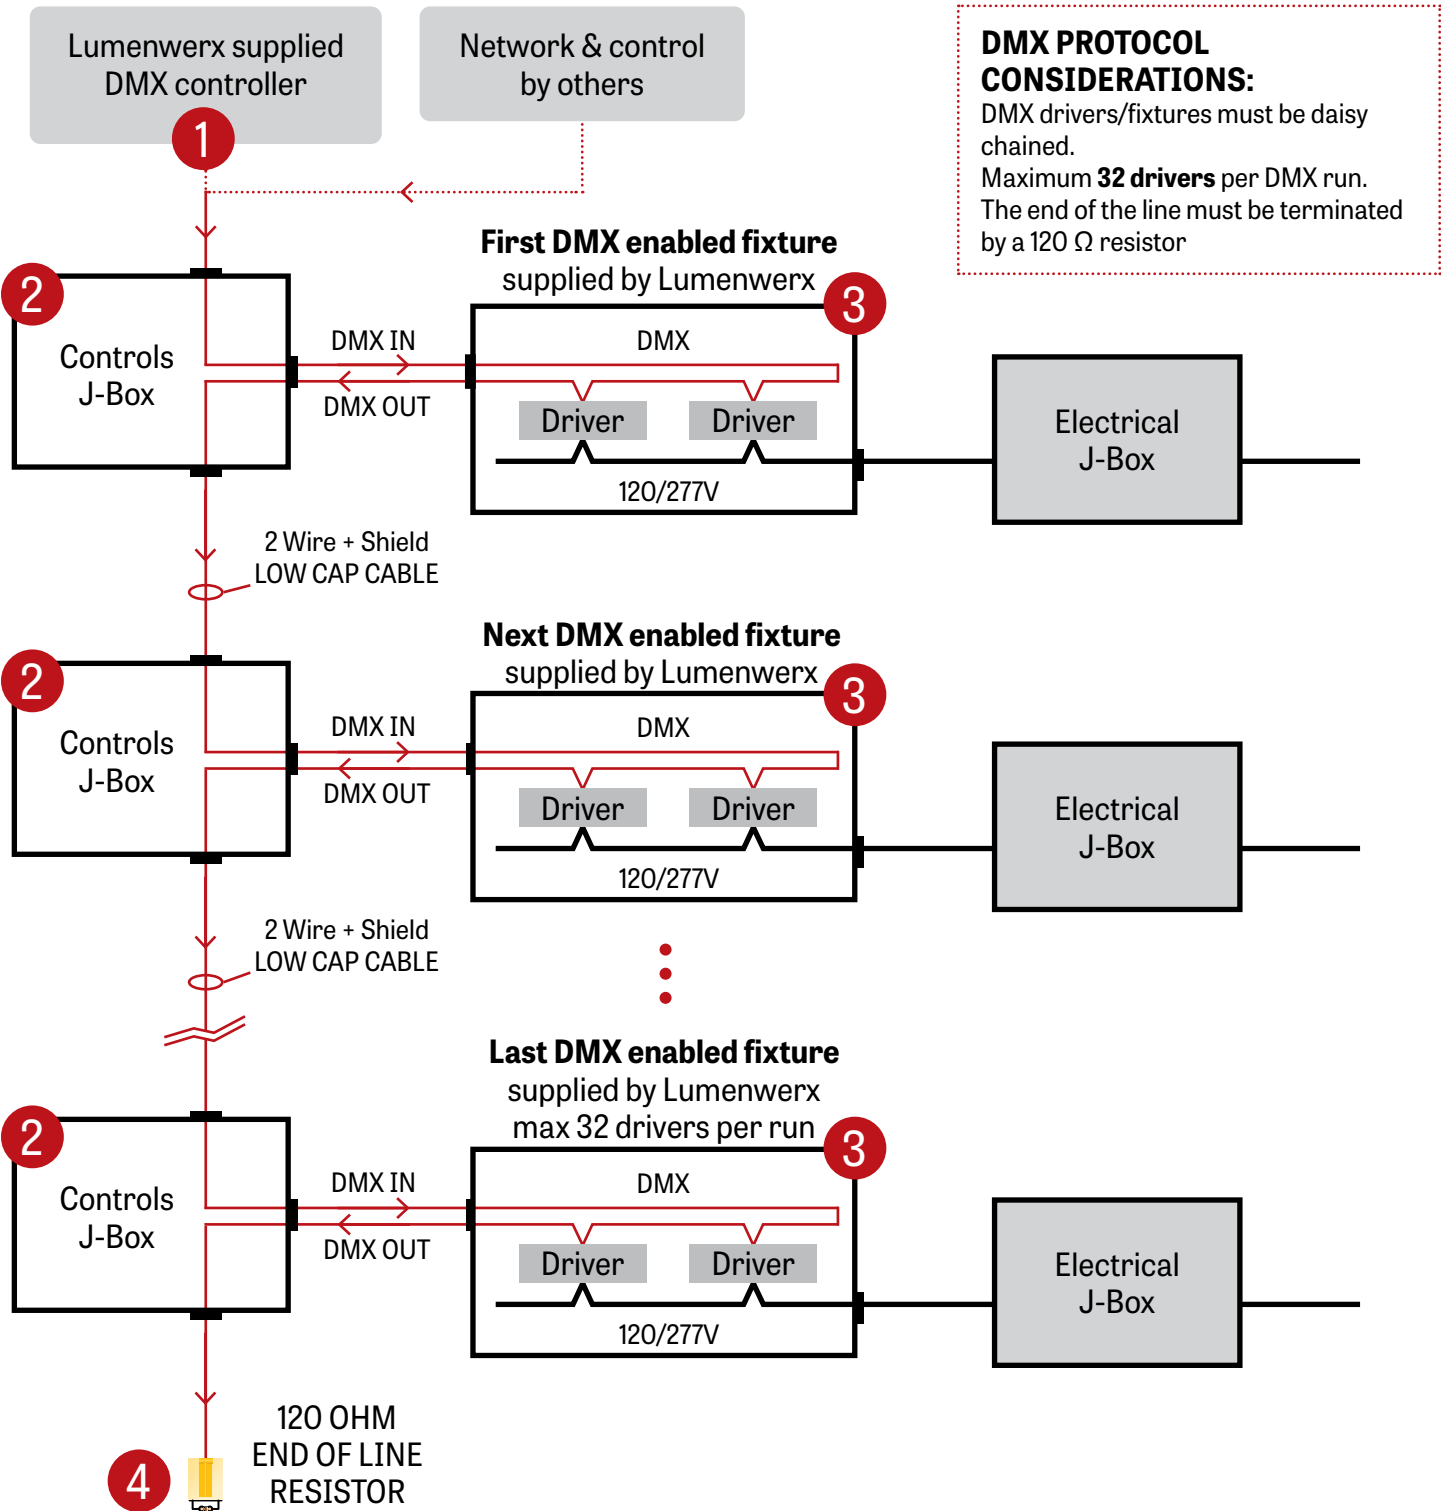 Lumenwerx supplied
DMX controller
1
Network & control
by others
DMX PROTOCOL
CONSIDERATIONS:
DMX drivers/fixtures must be daisy
chained.
Maximum 32 drivers per DMX run.
The end of the line must be terminated
by a 120 Ω resistor
2
Controls
J-Box
DMX IN
DMX OUT
First DMX enabled fixture
supplied by Lumenwerx
3
DMX
Driver
Driver
120/277V
Electrical
J-Box
2 Wire + Shield
LOW CAP CABLE
2
Controls
J-Box
DMX IN
DMX OUT
Next DMX enabled fixture
supplied by Lumenwerx
3
DMX
Driver
Driver
120/277V
Electrical
J-Box
2 Wire + Shield
LOW CAP CABLE
2
Controls
J-Box
DMX IN
DMX OUT
Last DMX enabled fixture
supplied by Lumenwerx
max 32 drivers per run
3
DMX
Driver
Driver
120/277V
Electrical
J-Box
4
120 OHM
END OF LINE
RESISTOR